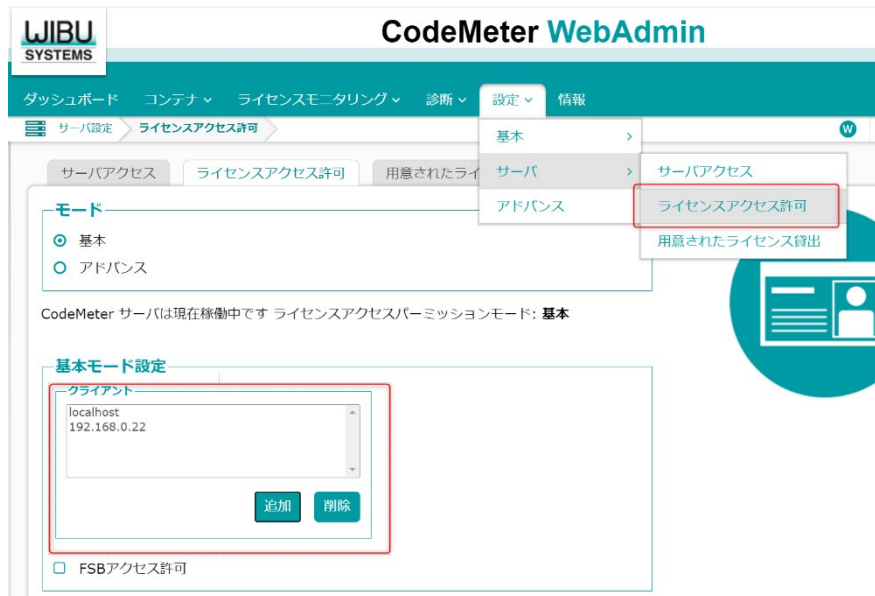 WIBU
SYSTEMS
CodeMeter WebAdmin
ダッシュボード コンテナ ライセンスモニタリング 診断 設定 情報
サーバ設定 ライセンスアクセス許可
W
基本
サーバ
アドバンス
サーバアクセス
ライセンスアクセス許可
用意されたライセンス貸出
サーバアクセス ライセンスアクセス許可 用意されたライ
モード
基本
アドバンス
CodeMeter サーバは現在稼働中です ライセンスアクセスパーミッションモード: 基本
基本モード設定
クライアント
localhost
192.168.0.22
追加 削除
FSBアクセス許可